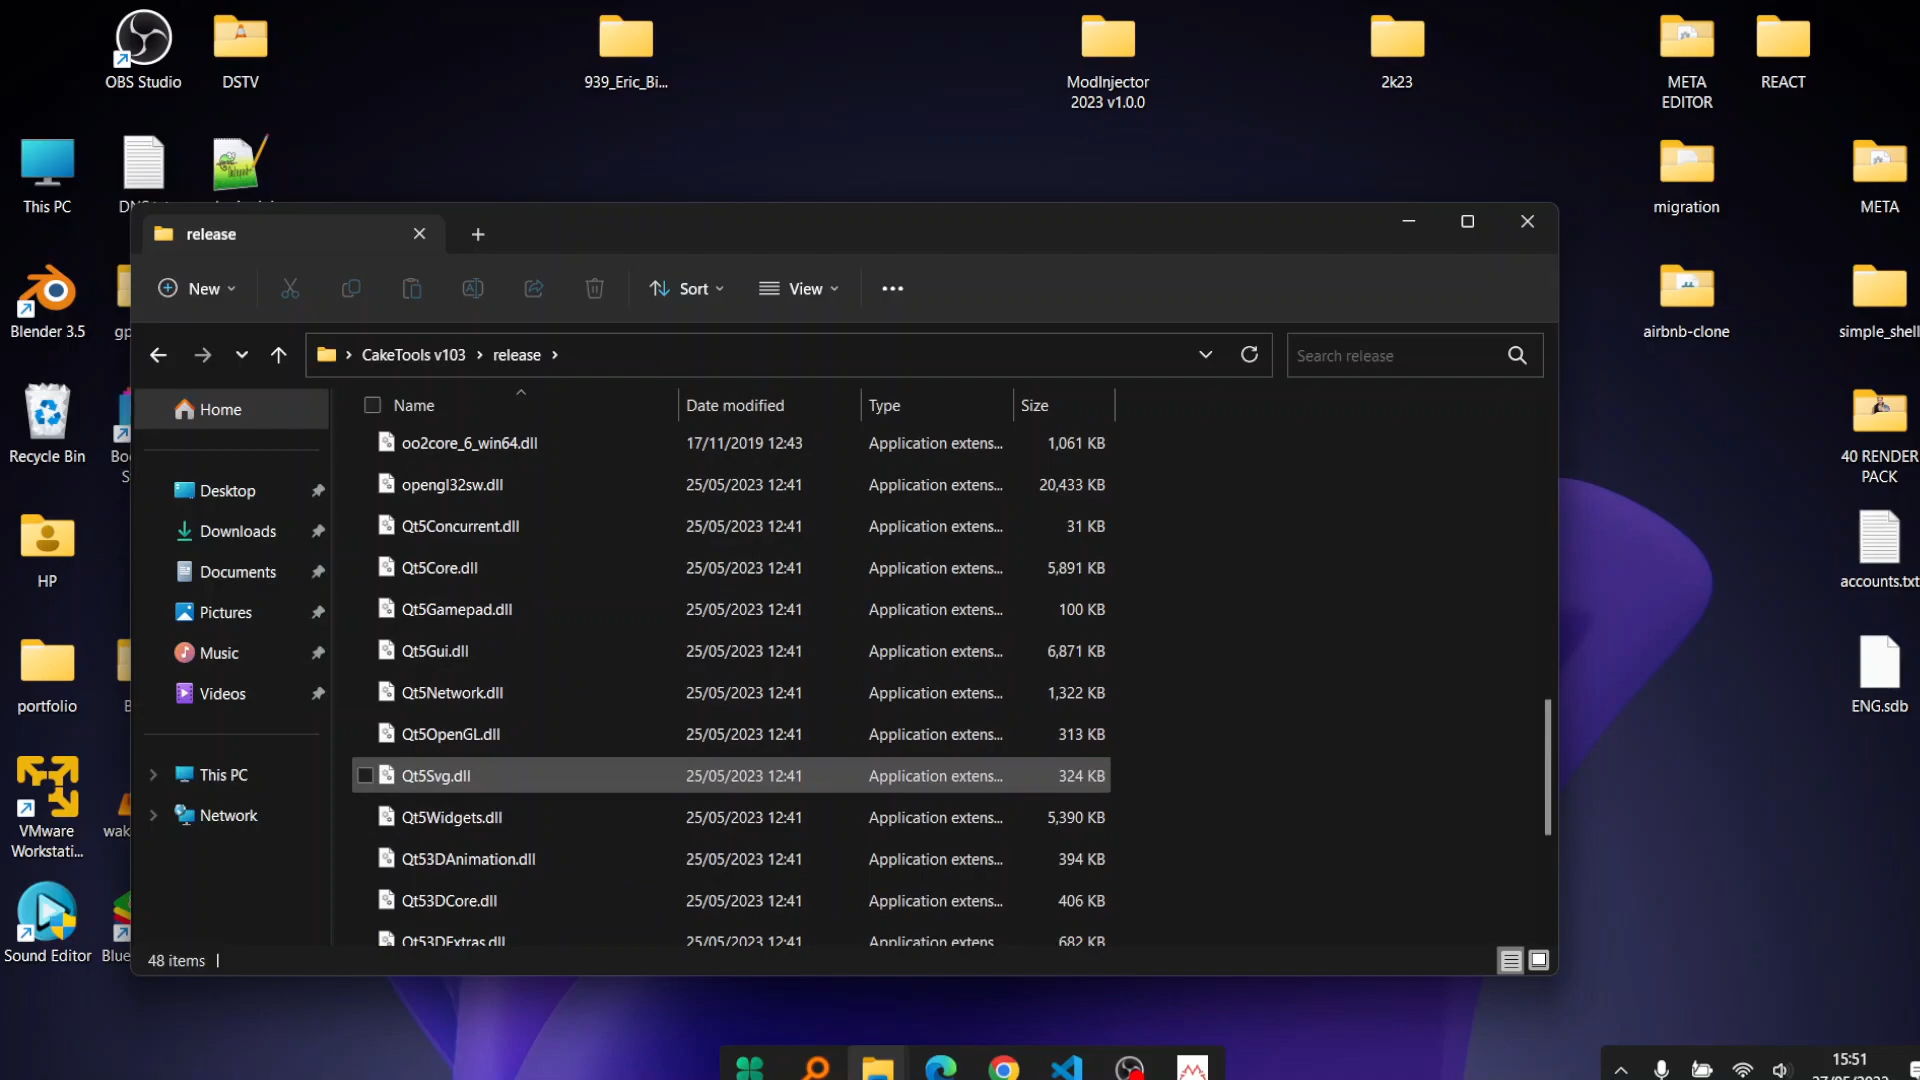 OBS Studio
DSTV
939_Eric_Bi...
ModInjector
2023 v1.0.0
2k23
META
EDITOR
REACT
This PC
migration
META
release
New
Sort
View
Blender 3.5
airbnb-clone
simple_shell
CakeTools v103
release
Search release
Home
Name
Date modified
Type
Size
oo2core_6_win64.dll 17/11/2019 12:43 Application extens... 1,061 KB
Recycle Bin
40 RENDER
PACK
Desktop
opengl32sw.dll 25/05/2023 12:41 Application extens... 20,433 KB
Downloads
Qt5Concurrent.dll 25/05/2023 12:41 Application extens... 31 KB
Documents
Qt5Core.dll 25/05/2023 12:41 Application extens... 5,891 KB
HP
accounts.txt
Pictures
Qt5Gamepad.dll 25/05/2023 12:41 Application extens... 100 KB
Music
Qt5Gui.dll 25/05/2023 12:41 Application extens... 6,871 KB
Videos
Qt5Network.dll 25/05/2023 12:41 Application extens... 1,322 KB
portfolio
ENG.sdb
Qt5OpenGL.dll 25/05/2023 12:41 Application extens... 313 KB
This PC
Qt5Svg.dll 25/05/2023 12:41 Application extens... 324 KB
Network
Qt5Widgets.dll 25/05/2023 12:41 Application extens... 5,390 KB
VMware
Workstati...
Qt53DAnimation.dll 25/05/2023 12:41 Application extens... 394 KB
Qt53DCore.dll 25/05/2023 12:41 Application extens... 406 KB
Qt53DExtras.dll 25/05/2023 12:41 Application extens 682 KB
Sound Editor
48 items
15:51